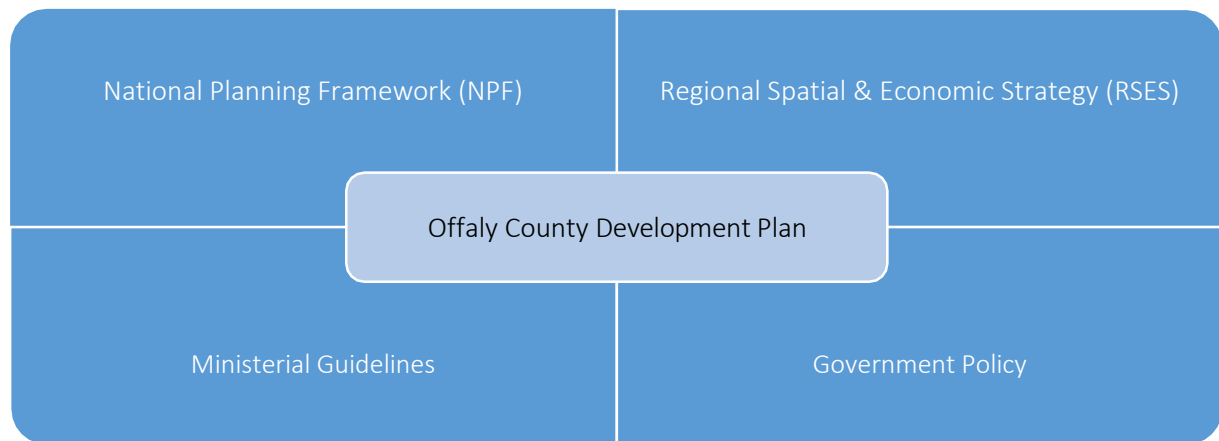 National Planning Framework (NPF)
Regional Spatial & Economic Strategy (RSES)
Offaly County Development Plan
Ministerial Guidelines
Government Policy